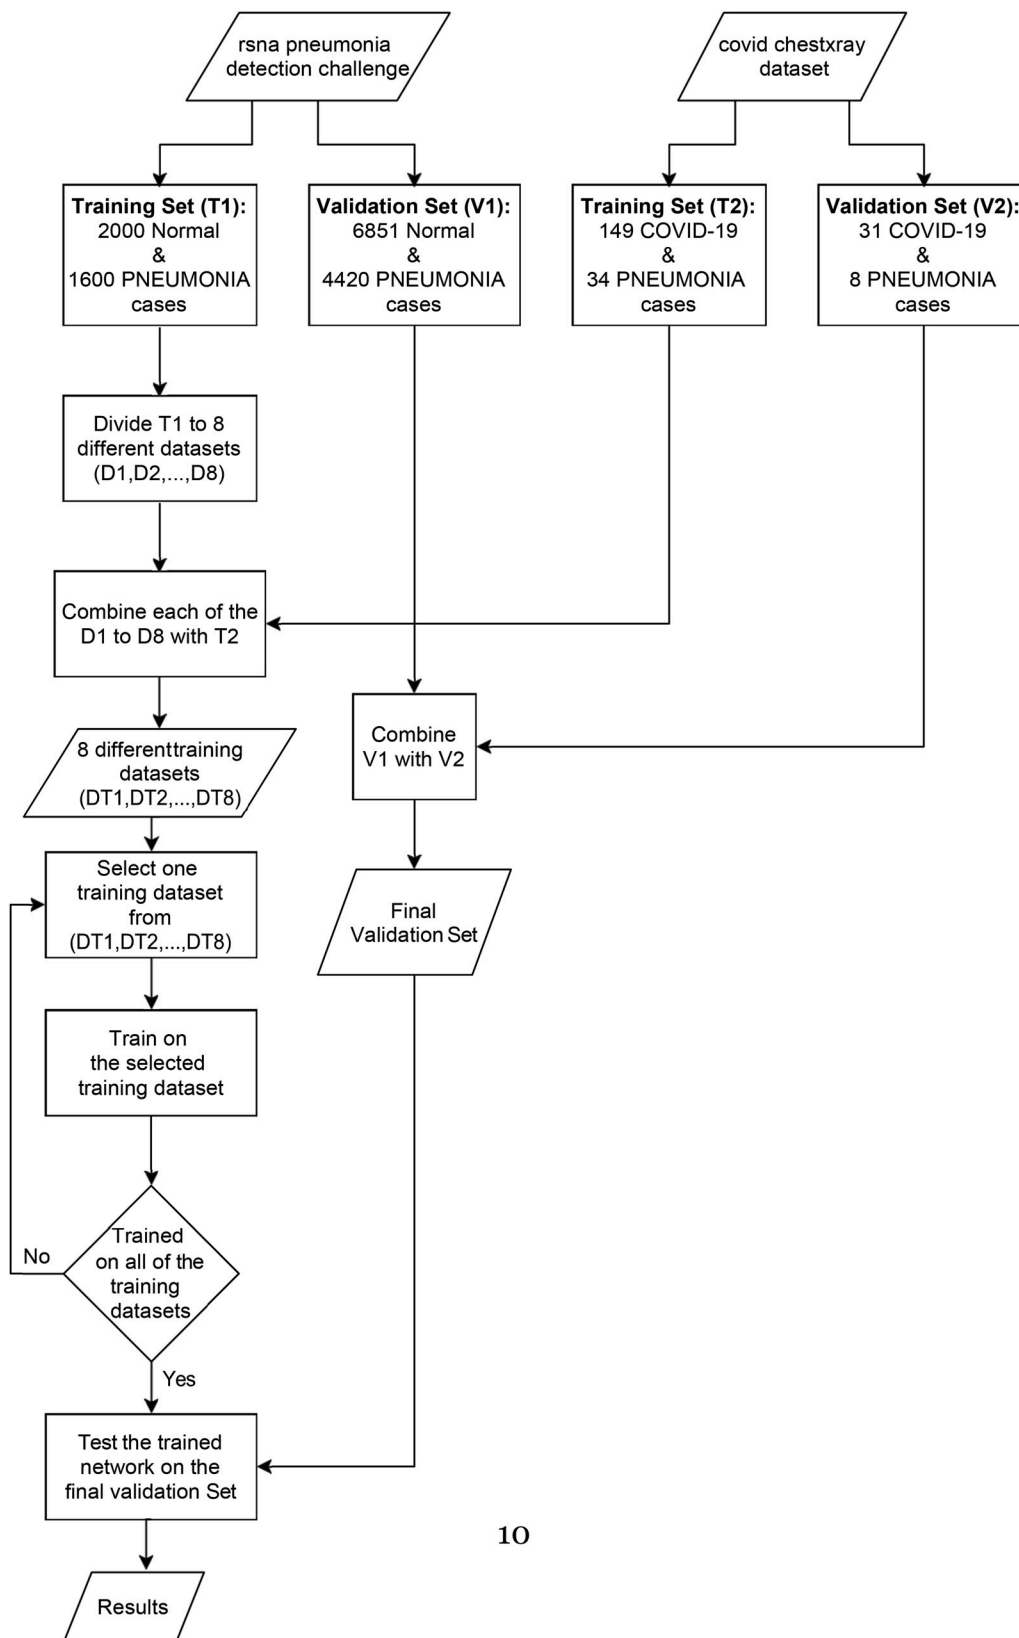 rsna pneumonia
detection challenge
covid chestxray
dataset
Training Set (T1):
2000 Normal
&
1600 PNEUMONIA
cases
Validation Set (V1):
6851 Normal
&
4420 PNEUMONIA
cases
Training Set (T2):
149 COVID-19
&
34 PNEUMONIA
cases
Validation Set (V2):
31 COVID-19
&
8 PNEUMONIA
cases
Divide T1 to 8
different datasets
(D1,D2,...,D8)
Combine each of the
D1 to D8 with T2
Combine
V1 with V2
8 differenttraining
datasets
(DT1,DT2,...,DT8)
Select one
training dataset
from
(DT1,DT2,...,DT8)
Final
Validation Set
Train on
the selected
training dataset
Trained
on all of the
training
datasets
No
Yes
Test the trained
network on the
final validation Set
Results
10